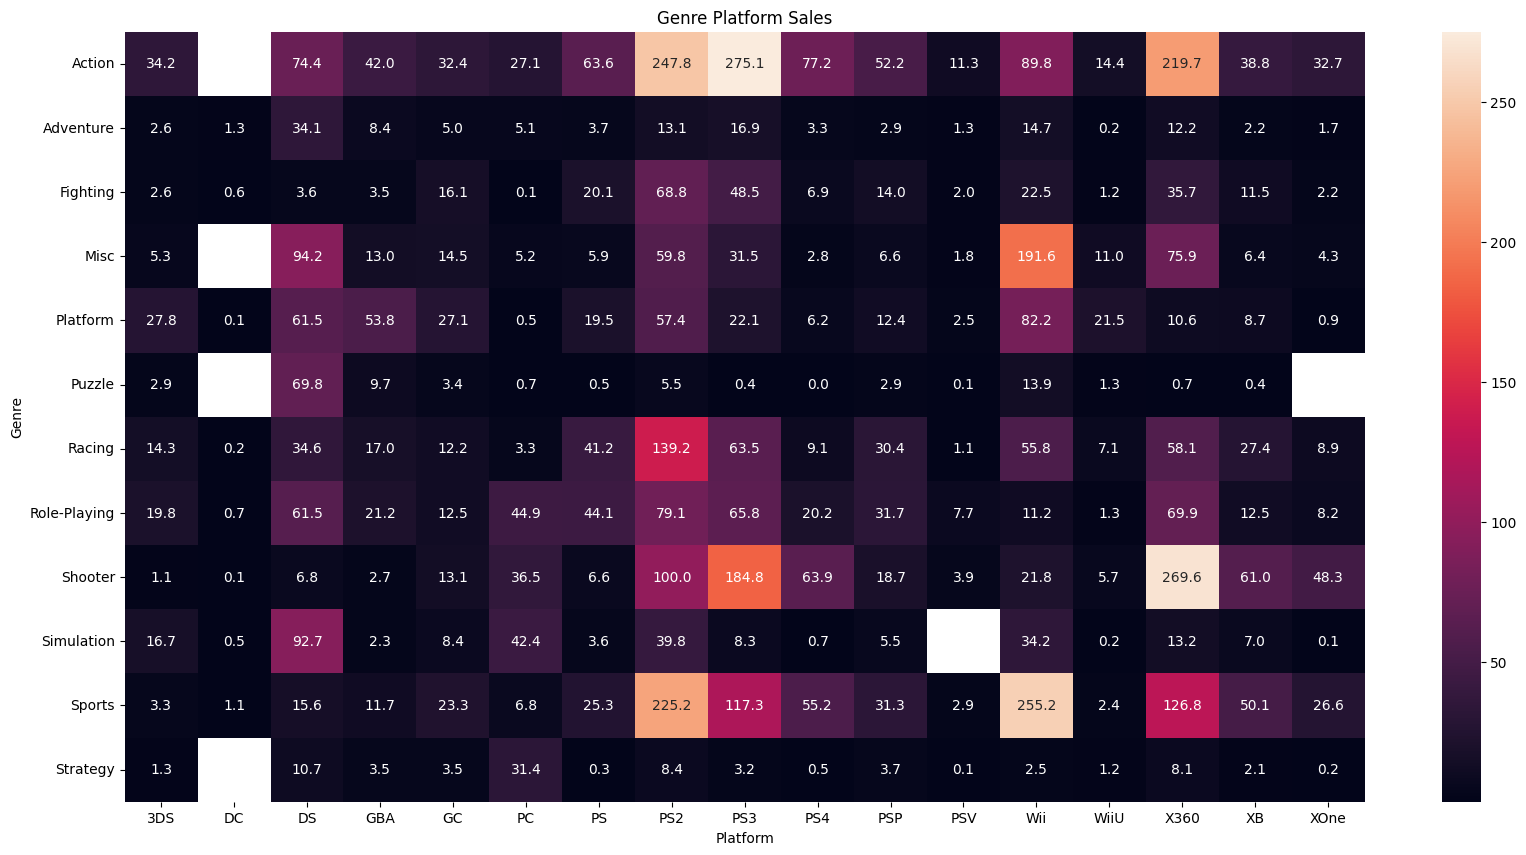 Genre Platform Sales
Action 34.2 74.4 42.0 32.4 27.1 63.6 247.8 275.1 77.2 52.2 11.3 89.8 14.4 219.7 38.8 32.7
Adventure 2.6 1.3 34.1 8.4 5.0 5.1 3.7 13.1 16.9 3.3 2.9 1.3 14.7 0.2 12.2 2.2 1.7
Fighting 2.6 0.6 3.6 3.5 16.1 0.1 20.1 68.8 48.5 6.9 14.0 2.0 22.5 1.2 35.7 11.5 2.2
Misc 5.3 94.2 13.0 14.5 5.2 5.9 59.8 31.5 2.8 6.6 1.8 191.6 11.0 75.9 6.4 4.3
Platform 27.8 0.1 61.5 53.8 27.1 0.5 19.5 57.4 22.1 6.2 12.4 2.5 82.2 21.5 10.6 8.7 0.9
Puzzle 2.9 69.8 9.7 3.4 0.7 0.5 5.5 0.4 0.0 2.9 0.1 13.9 1.3 0.7 0.4
Racing 14.3 0.2 34.6 17.0 12.2 3.3 41.2 139.2 63.5 9.1 30.4 1.1 55.8 7.1 58.1 27.4 8.9
Role-Playing 19.8 0.7 61.5 21.2 12.5 44.9 44.1 79.1 65.8 20.2 31.7 7.7 11.2 1.3 69.9 12.5 8.2
Shooter 1.1 0.1 6.8 2.7 13.1 36.5 6.6 100.0 184.8 63.9 18.7 3.9 21.8 5.7 269.6 61.0 48.3
Simulation 16.7 0.5 92.7 2.3 8.4 42.4 3.6 39.8 8.3 0.7 5.5 34.2 0.2 13.2 7.0 0.1
Sports 3.3 1.1 15.6 11.7 23.3 6.8 25.3 225.2 117.3 55.2 31.3 2.9 255.2 2.4 126.8 50.1 26.6
Strategy 1.3 10.7 3.5 3.5 31.4 0.3 8.4 3.2 0.5 3.7 0.1 2.5 1.2 8.1 2.1 0.2
3DS DC DS GBA GC PC PS PS2 PS3 PS4 PSP PSV Wii WiiU X360 XB XOne
Platform
Genre
250
200
150
100
50